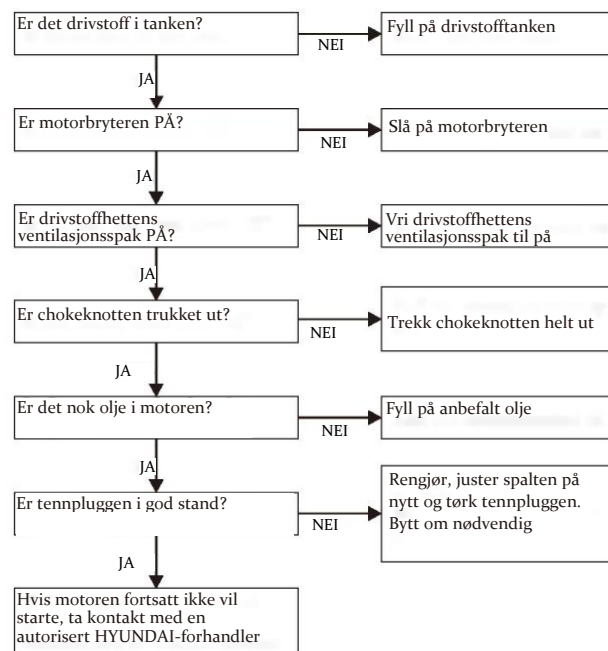 Er det drivstoff i tanken?
NEI
Fyll på drivstofftanken
JA
Er motorbryteren PÅ?
NEI
Slå på motorbryteren
JA
Er drivstoffhettens
ventilasjonsspak PÅ?
NEI
Vri drivstoffhettens
ventilasjonsspak til på
JA
Er chokeknotten trukket ut?
NEI
Trekk chokeknotten helt ut
JA
Er det nok olje i motoren?
NEI
Fyll på anbefalt olje
JA
Er tennpluggen i god stand?
NEI
Rengjør, juster spalten på
nytt og tørk tennpluggen.
Bytt om nødvendig
JA
Hvis motoren fortsatt ikke vil
starte, ta kontakt med en
autorisert HYUNDAI-forhandler